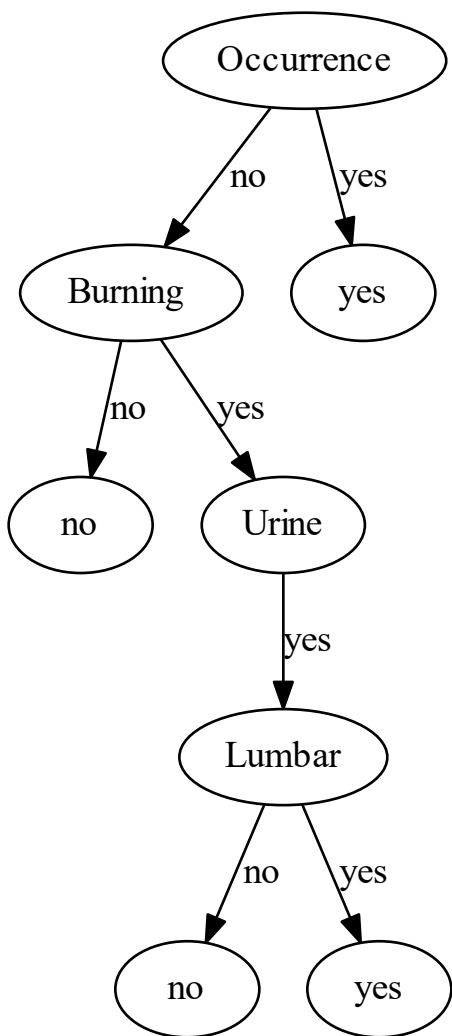 Occurrence
no yes
Burning yes
no yes
no Urine
yes
Lumbar
no yes
no yes